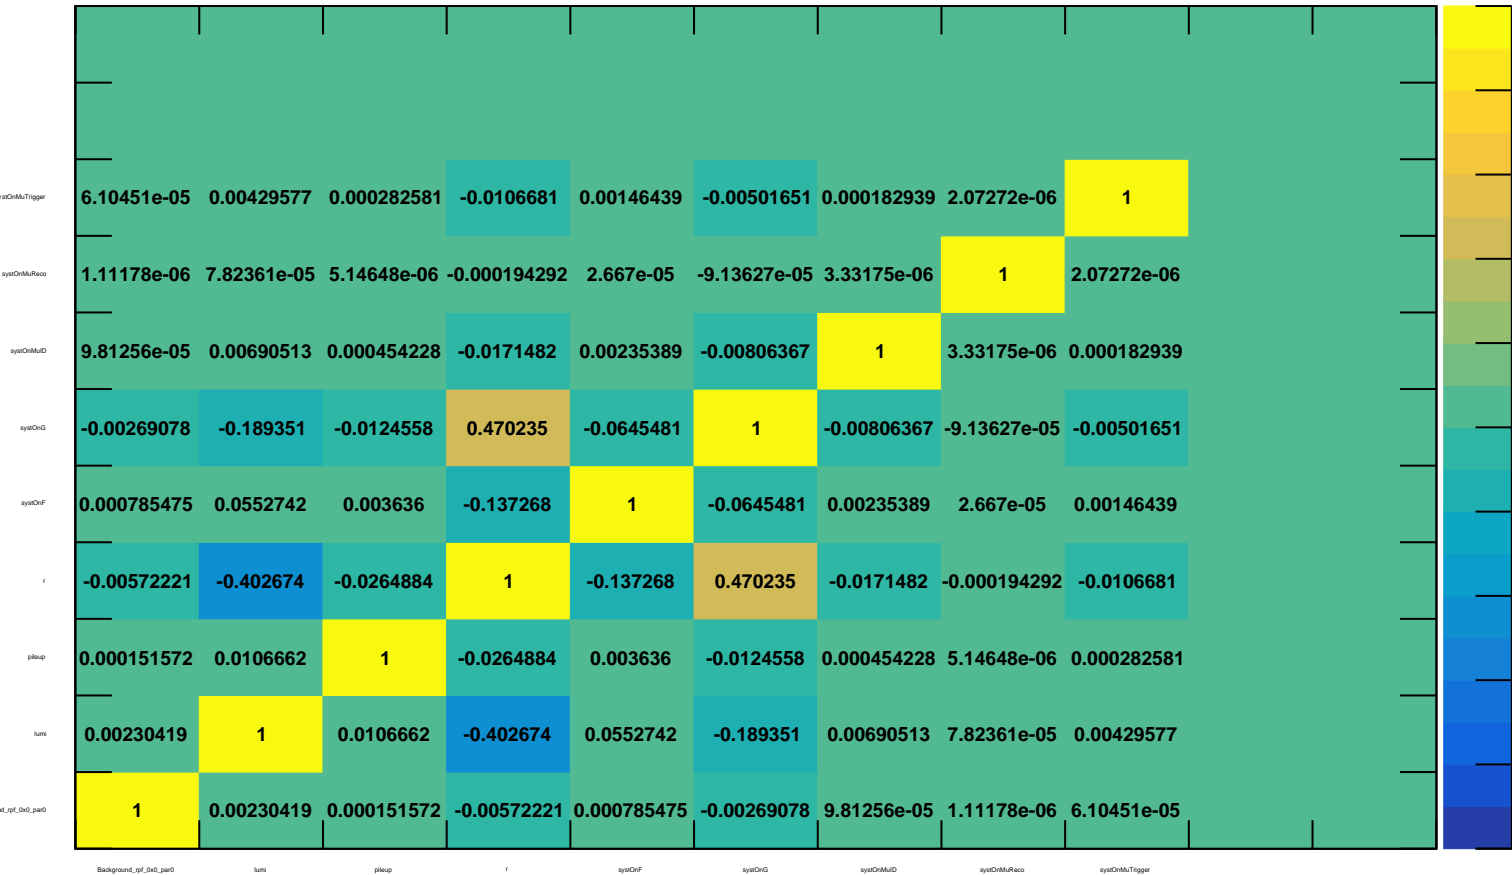 rstOnMuTrigger 6.10451e-05 0.00429577 0.000282581 -0.0106681 0.00146439 -0.00501651 0.000182939 2.07272e-06 1
systOnMuReco 1.11178e-06 7.82361e-05 5.14648e-06 -0.000194292 2.667e-05 -9.13627e-05 3.33175e-06 1 2.07272e-06
systOnMuID 9.81256e-05 0.00690513 0.000454228 -0.0171482 0.00235389 -0.00806367 1 3.33175e-06 0.000182939
systOnG -0.00269078 -0.189351 -0.0124558 0.470235 -0.0645481 1 -0.00806367 -9.13627e-05 -0.00501651
systOnF 0.000785475 0.0552742 0.003636 -0.137268 1 -0.0645481 0.00235389 2.667e-05 0.00146439
r -0.00572221 -0.402674 -0.0264884 1 -0.137268 0.470235 -0.0171482 -0.000194292 -0.0106681
pileup 0.000151572 0.0106662 1 -0.0264884 0.003636 -0.0124558 0.000454228 5.14648e-06 0.000282581
lumi 0.00230419 1 0.0106662 -0.402674 0.0552742 -0.189351 0.00690513 7.82361e-05 0.00429577
d_rpf_0x0_par0 1 0.00230419 0.000151572 -0.00572221 0.000785475 -0.00269078 9.81256e-05 1.11178e-06 6.10451e-05
Background_rpf_0x0_par0 lumi pileup r systOnF systOnG systOnMuID systOnMuReco systOnMuTrigger